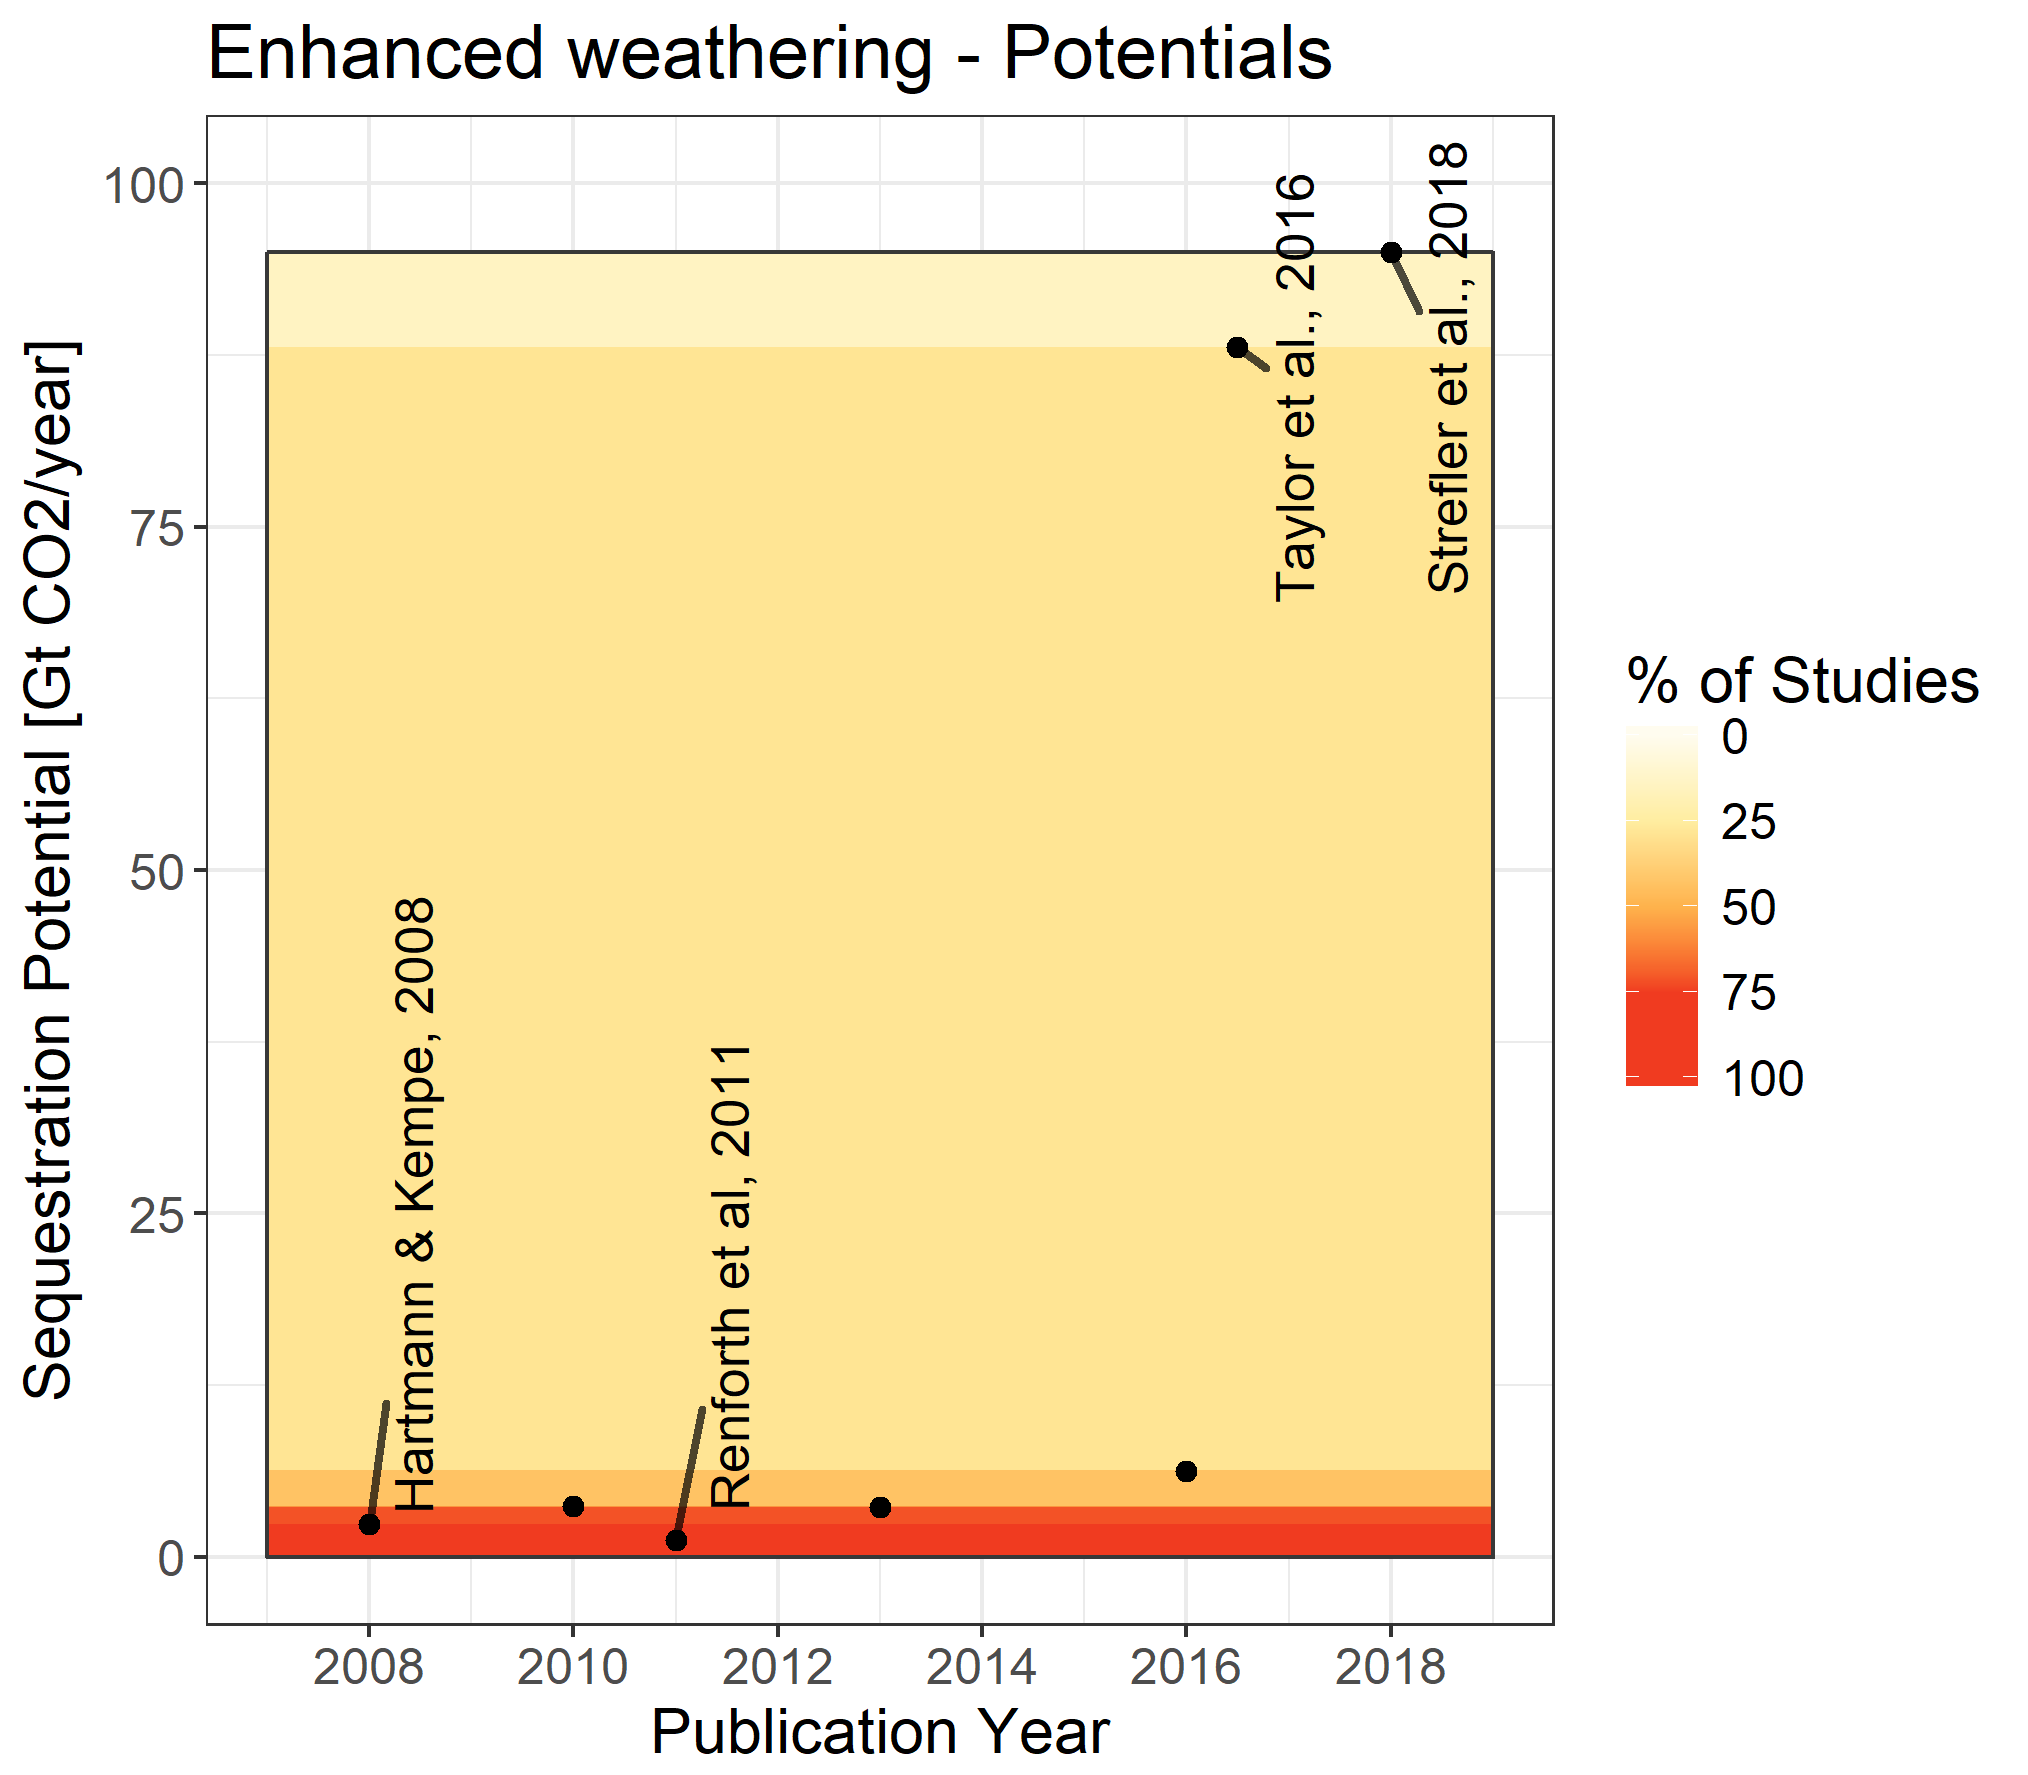 Enhanced weathering - Potentials
Sequestration Potential [Gt CO2/year]
100
75
50
25
0
Hartmann & Kempe, 2008
Renforth et al, 2011
Taylor et al., 2016
Strefler et al., 2018
2008
2010
2012
2014
2016
2018
Publication Year
% of Studies
0
25
50
75
100